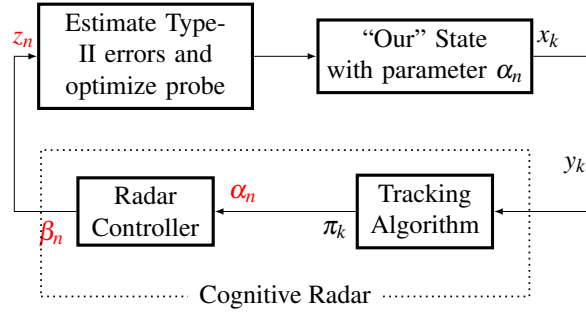 z_n
Estimate Type-
II errors and
optimize probe
“Our” State
with parameter α_n
x_k
y_k
Radar
Controller
β_n
α_n
π_k
Tracking
Algorithm
Cognitive Radar